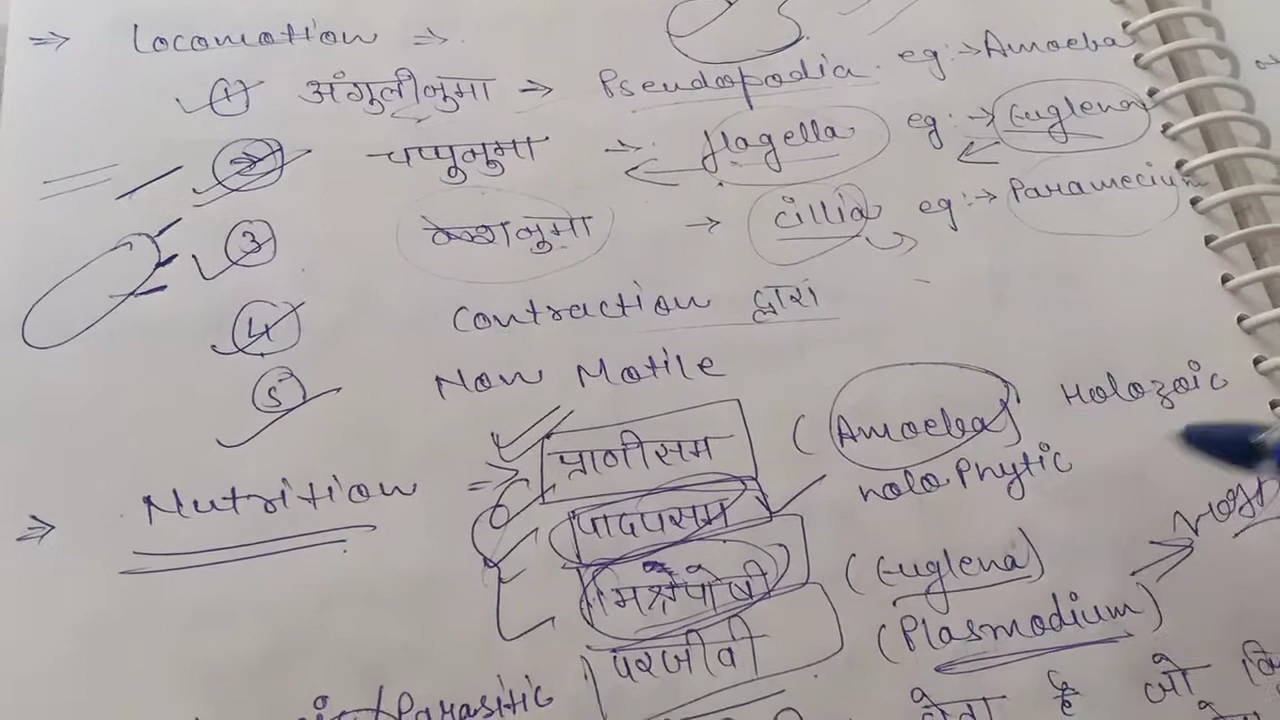 ⇒ Locomotion ⇒
① अंगुलीनुमा → Pseudopodia. eg:→ Amoeba
② चप्पूनुमा → flagella eg:→ Euglena
③ केशनुमा → cillia eg:→ Paramecium
④ Contraction द्वारा
⑤ Non Motile
⇒ Nutrition ⇒ प्राणीसम (Amoeba) Holozoic
पादपसम holophytic
मिश्रपोषी (Euglena)
परजीवी (Plasmodium) →
Parasitic
होता है जो